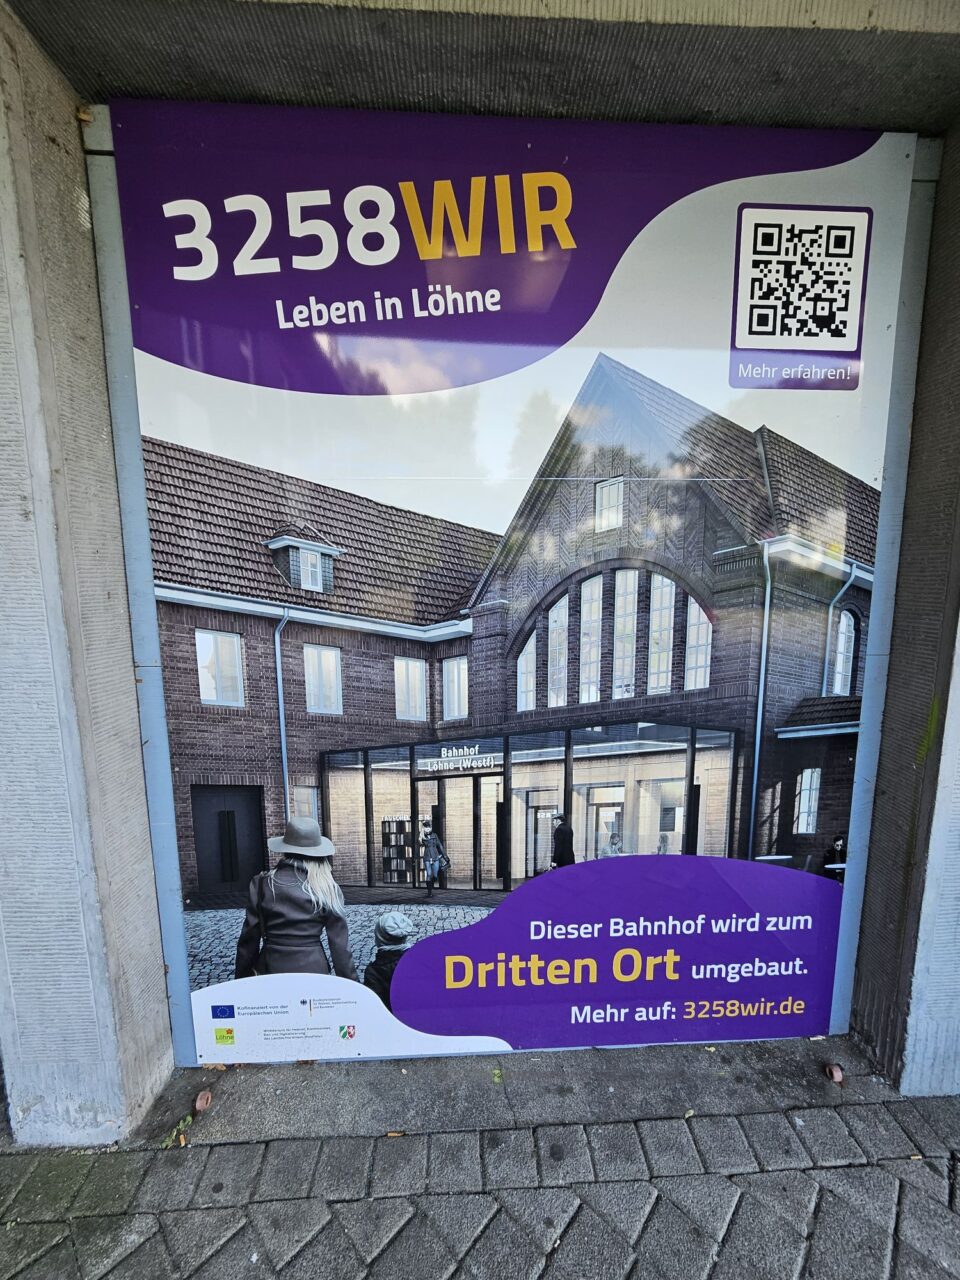 3258WIR
Leben in Löhne
Mehr erfahren!
Bahnhof
Löhne (Westf)
Dieser Bahnhof wird zum
Dritten Ort umgebaut.
Mehr auf: 3258wir.de
Kofinanziert von der
Europäischen Union
Löhne